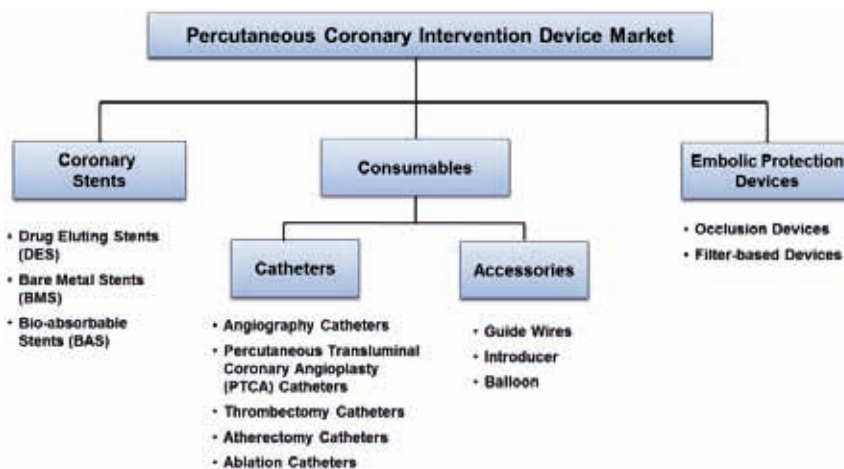 Percutaneous Coronary Intervention Device Market
Coronary
Stents
• Drug Eluting Stents
(DES)
• Bare Metal Stents
(BMS)
• Bio-absorbable
Stents (BAS)
Consumables
Catheters
• Angiography Catheters
• Percutaneous Transluminal
Coronary Angioplasty
(PTCA) Catheters
• Thrombectomy Catheters
• Atherectomy Catheters
• Ablation Catheters
Accessories
• Guide Wires
• Introducer
• Balloon
Embolic Protection
Devices
• Occlusion Devices
• Filter-based Devices